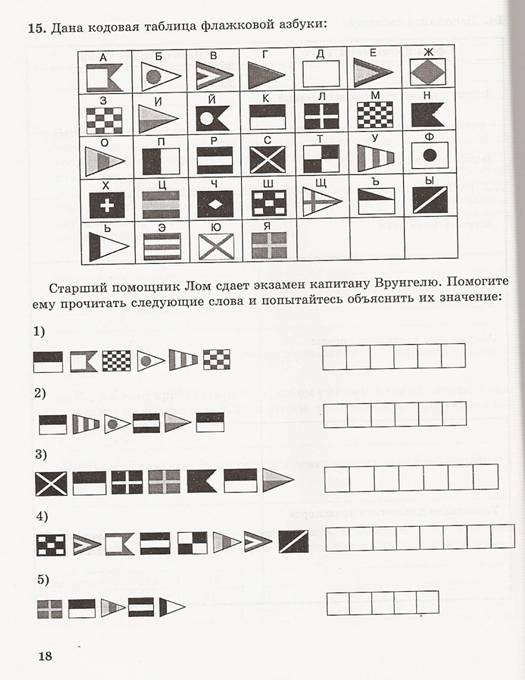 15. Дана кодовая таблица флажковой азбуки:
А Б В Г Д Е Ж
З И Й К Л М Н
О П Р С Т У Ф
Х Ц Ч Ш Щ Ъ Ы
Ь Э Ю Я
Старший помощник Лом сдает экзамен капитану Врунгелю. Помогите
ему прочитать следующие слова и попытайтесь объяснить их значение:
1)
2)
3)
4)
5)
18